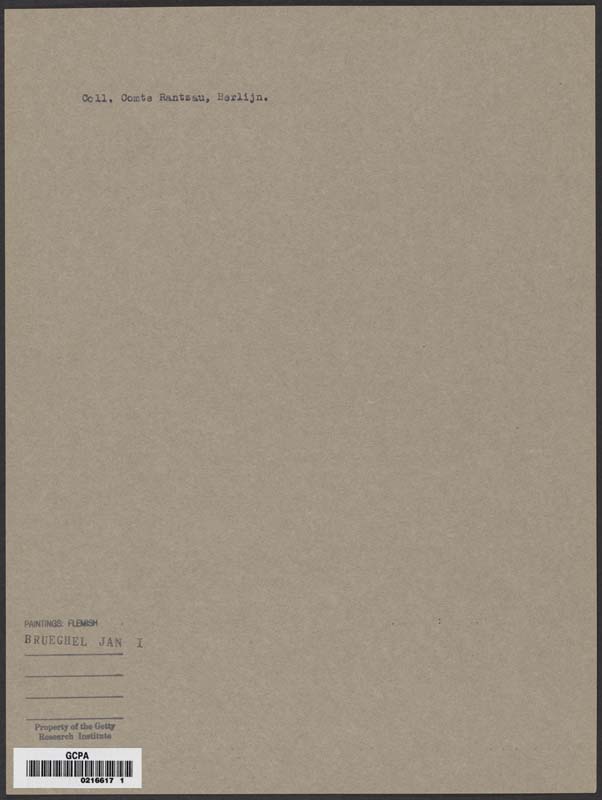 Coll. Comte Rantzau, Berlijn.
PAINTINGS: FLEMISH
BRUEGHEL JAN I
Property of the Getty
Research Institute
GCPA
0216617 1